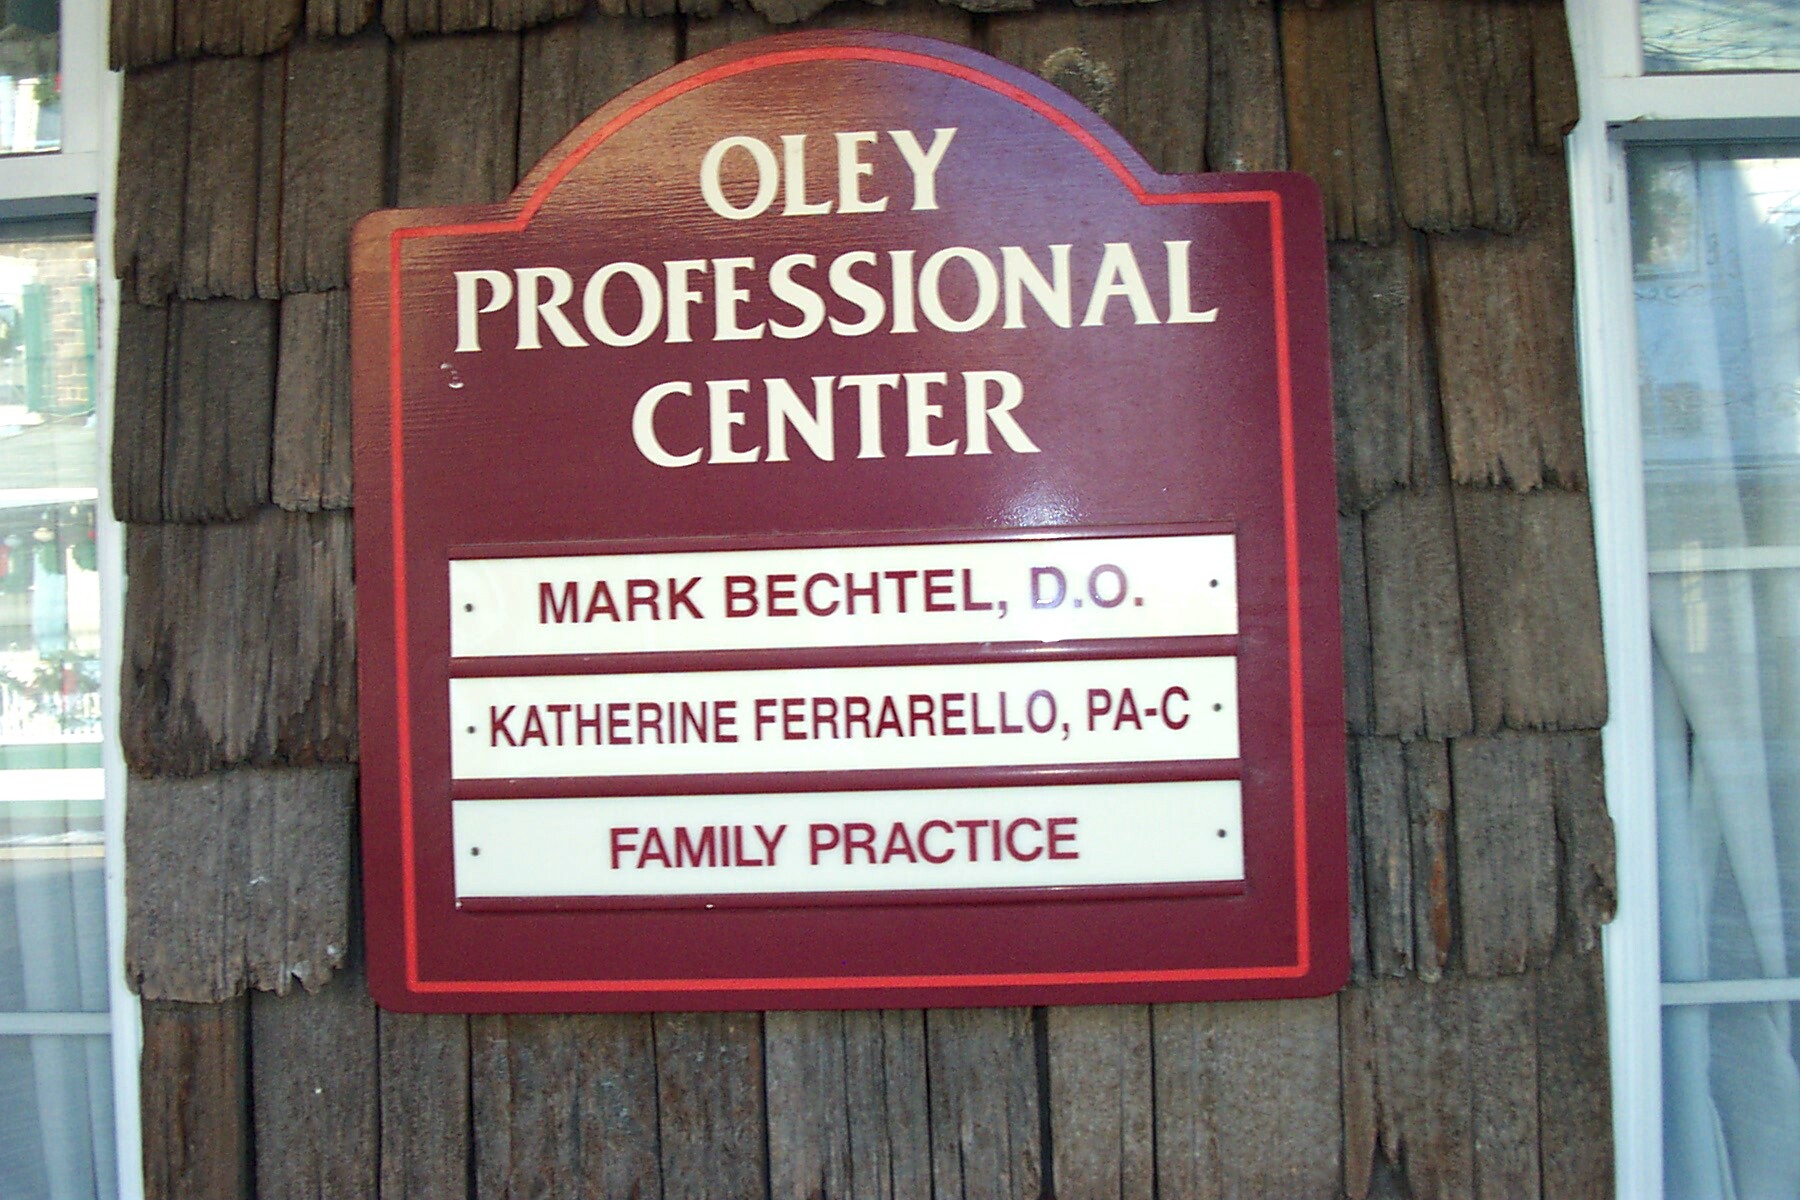 OLEY
PROFESSIONAL
CENTER
MARK BECHTEL, D.O.
KATHERINE FERRARELLO, PA-C
FAMILY PRACTICE